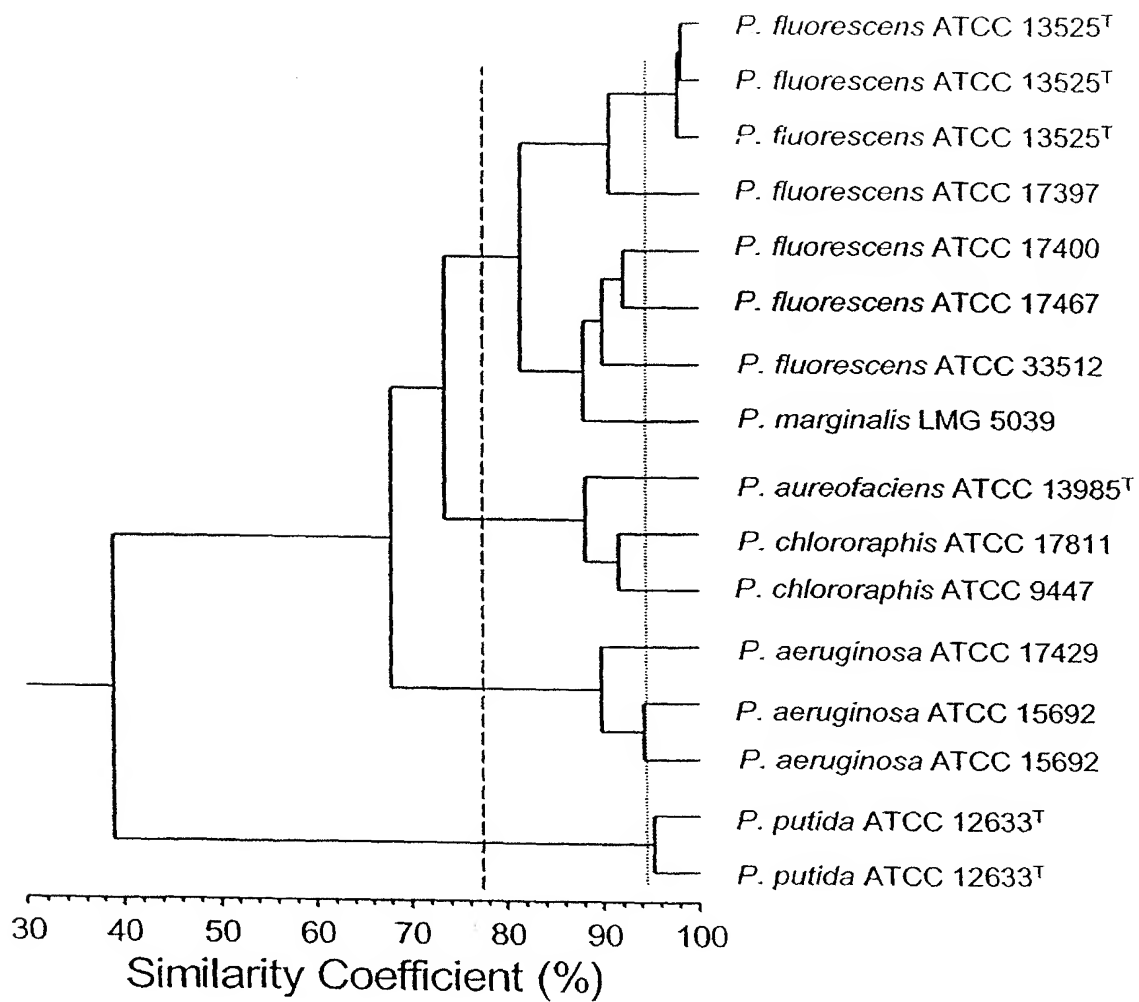 P. fluorescens ATCC 13525ᵀ
P. fluorescens ATCC 13525ᵀ
P. fluorescens ATCC 13525ᵀ
P. fluorescens ATCC 17397
P. fluorescens ATCC 17400
P. fluorescens ATCC 17467
P. fluorescens ATCC 33512
P. marginalis LMG 5039
P. aureofaciens ATCC 13985ᵀ
P. chlororaphis ATCC 17811
P. chlororaphis ATCC 9447
P. aeruginosa ATCC 17429
P. aeruginosa ATCC 15692
P. aeruginosa ATCC 15692
P. putida ATCC 12633ᵀ
P. putida ATCC 12633ᵀ
30 40 50 60 70 80 90 100
Similarity Coefficient (%)